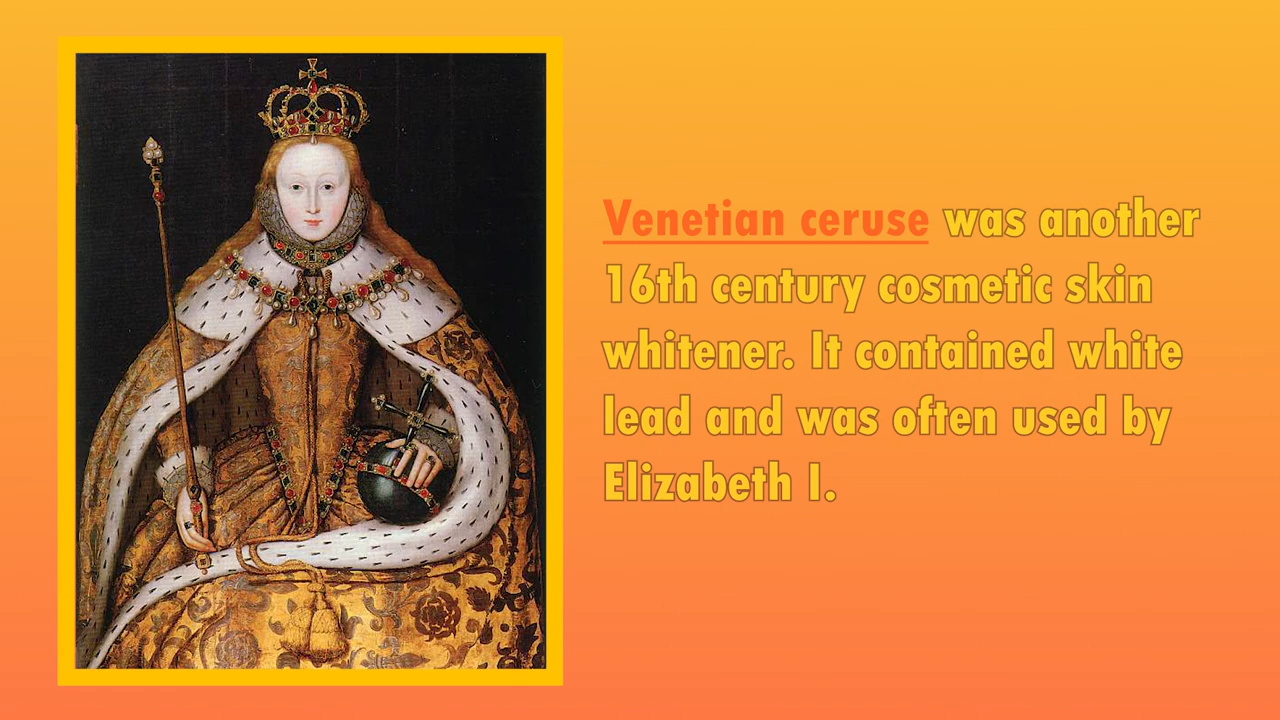 Venetian ceruse was another
16th century cosmetic skin
whitener. It contained white
lead and was often used by
Elizabeth I.